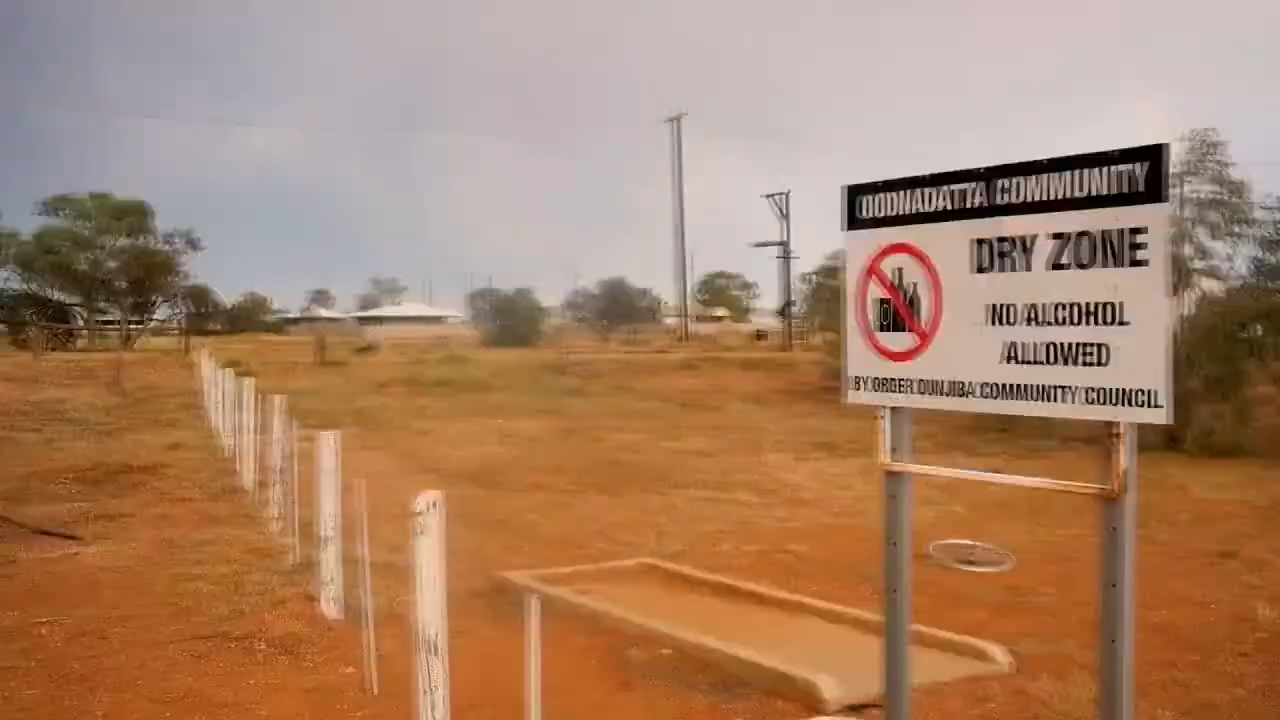 OODNADATTA COMMUNITY
DRY ZONE
NO ALCOHOL
ALLOWED
BY ORDER DUNJIBA COMMUNITY COUNCIL